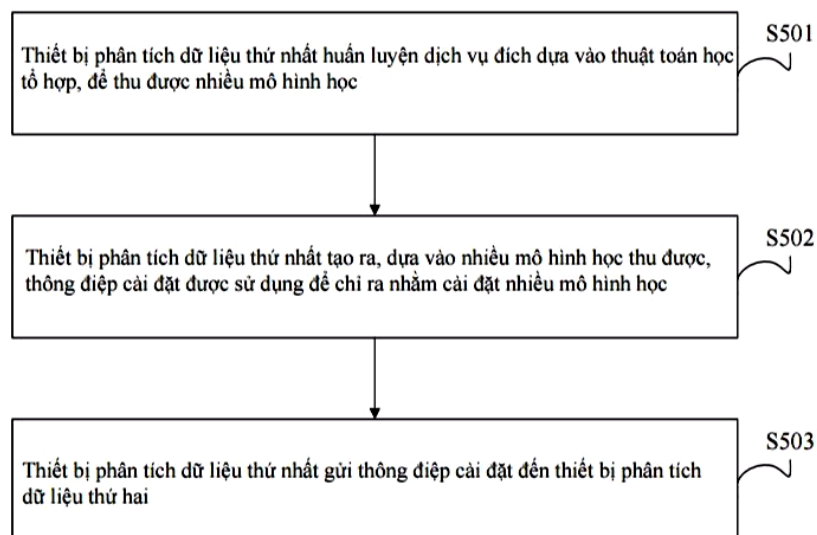 S501
Thiết bị phân tích dữ liệu thứ nhất huấn luyện dịch vụ đích dựa vào thuật toán học
tổ hợp, để thu được nhiều mô hình học
S502
Thiết bị phân tích dữ liệu thứ nhất tạo ra, dựa vào nhiều mô hình học thu được,
thông điệp cài đặt được sử dụng để chỉ ra nhằm cài đặt nhiều mô hình học
S503
Thiết bị phân tích dữ liệu thứ nhất gửi thông điệp cài đặt đến thiết bị phân tích
dữ liệu thứ hai